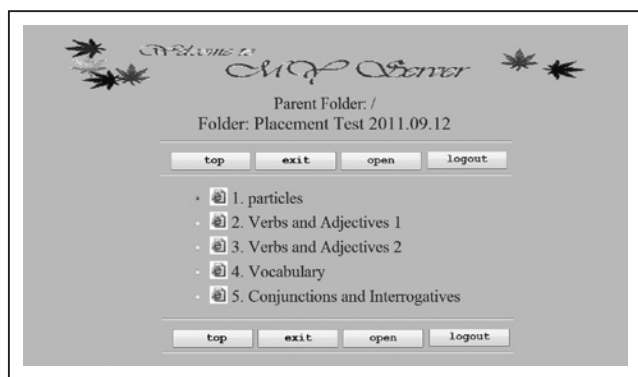 Welcome to
MY Server
Parent Folder: /
Folder: Placement Test 2011.09.12
top exit open logout
1. particles
2. Verbs and Adjectives 1
3. Verbs and Adjectives 2
4. Vocabulary
5. Conjunctions and Interrogatives
top exit open logout